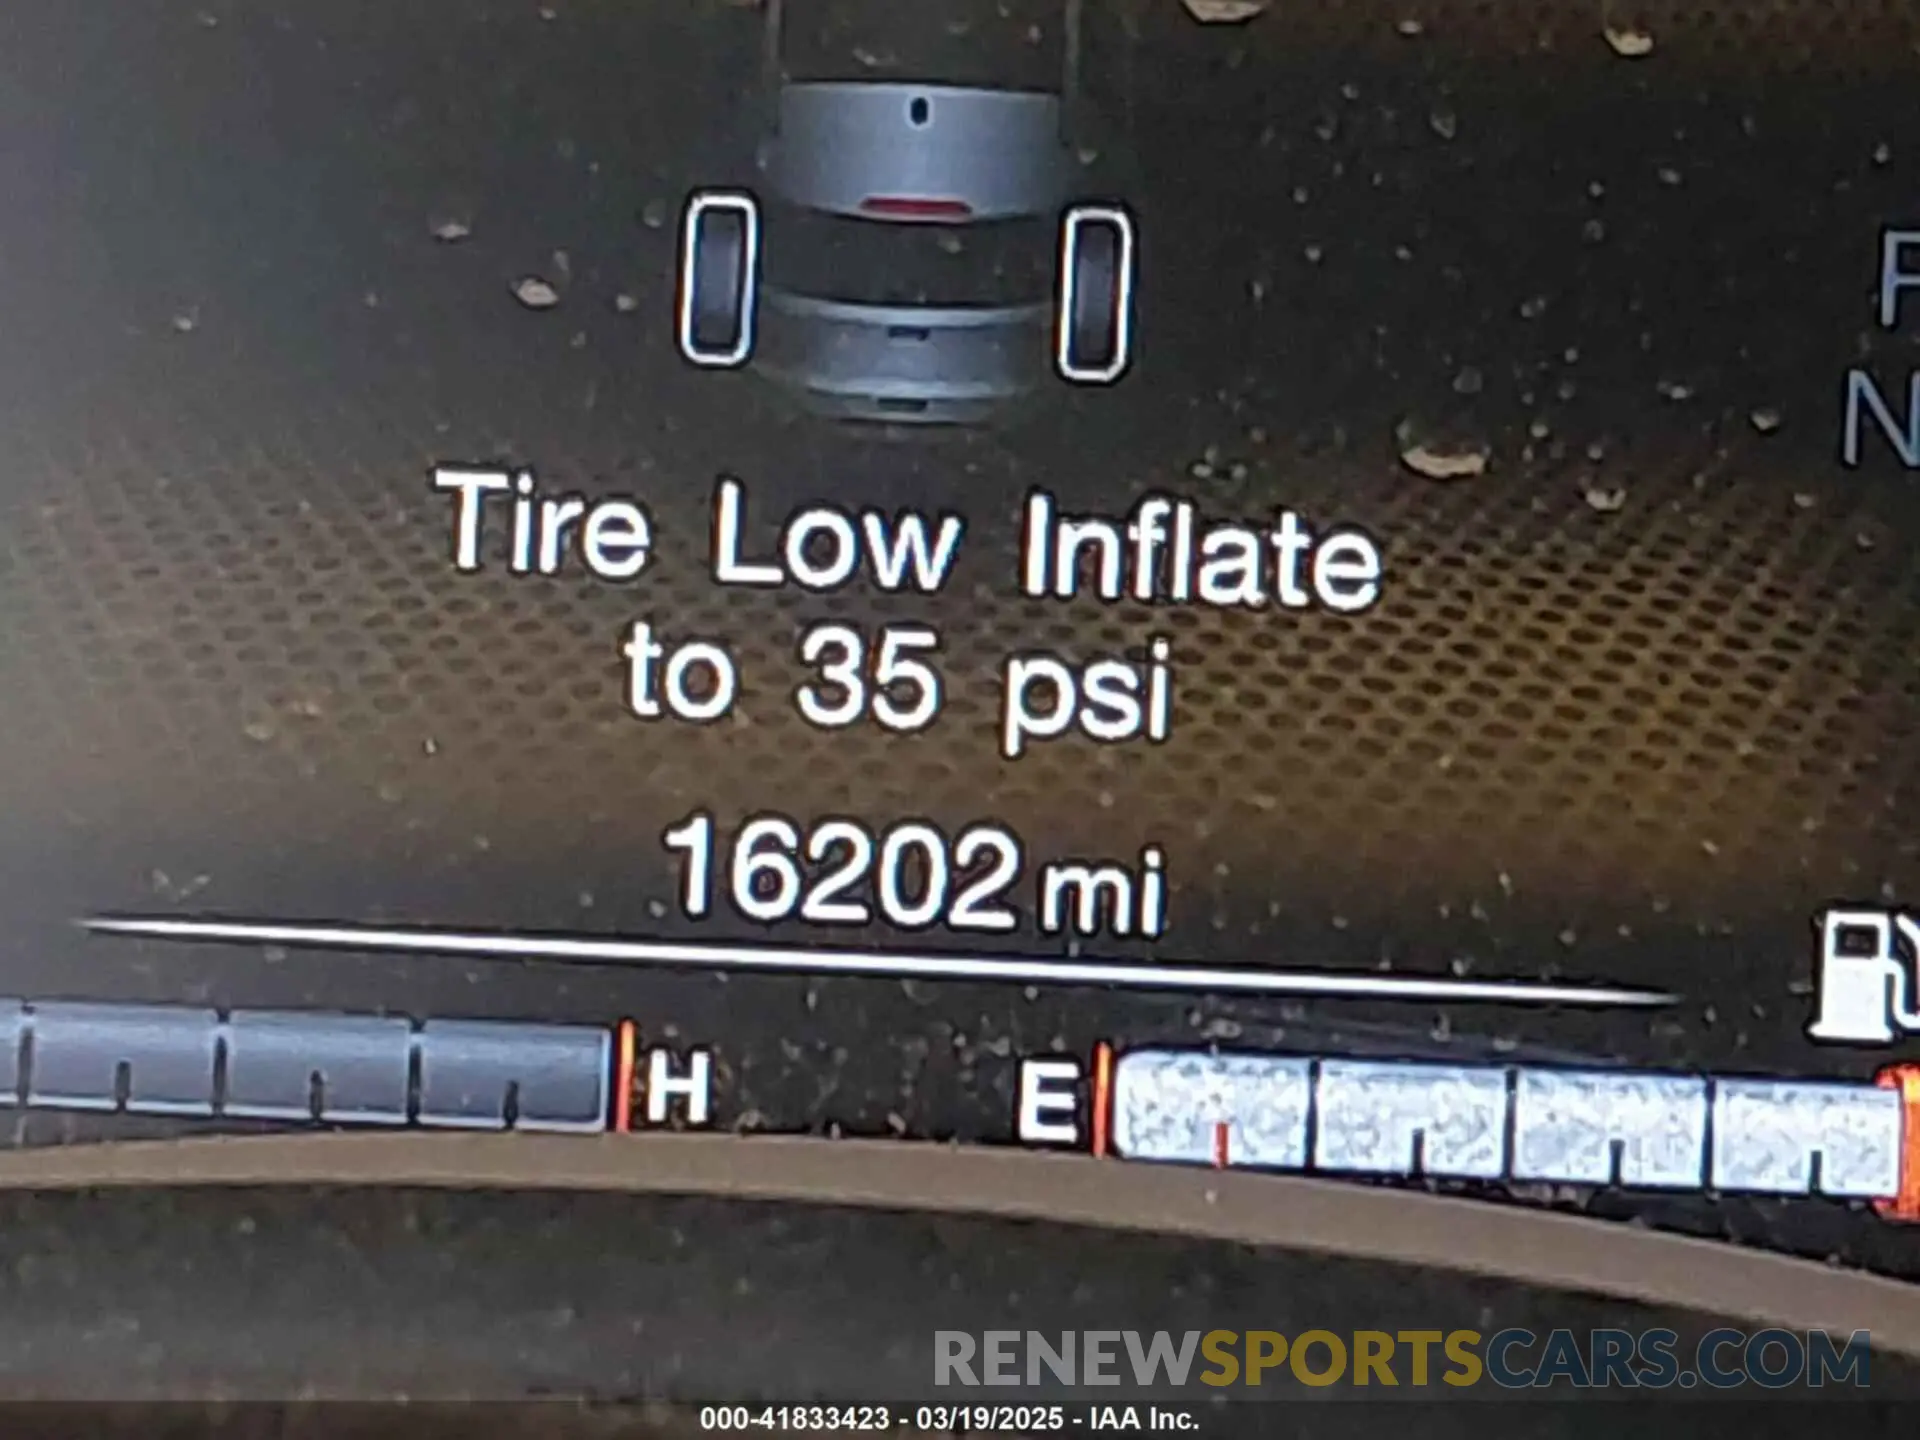 N
Tire Low Inflate
to 35 psi
16202 mi
H
E
RENEWSPORTSCARS.COM
000-41833423 - 03/19/2025 - IAA Inc.